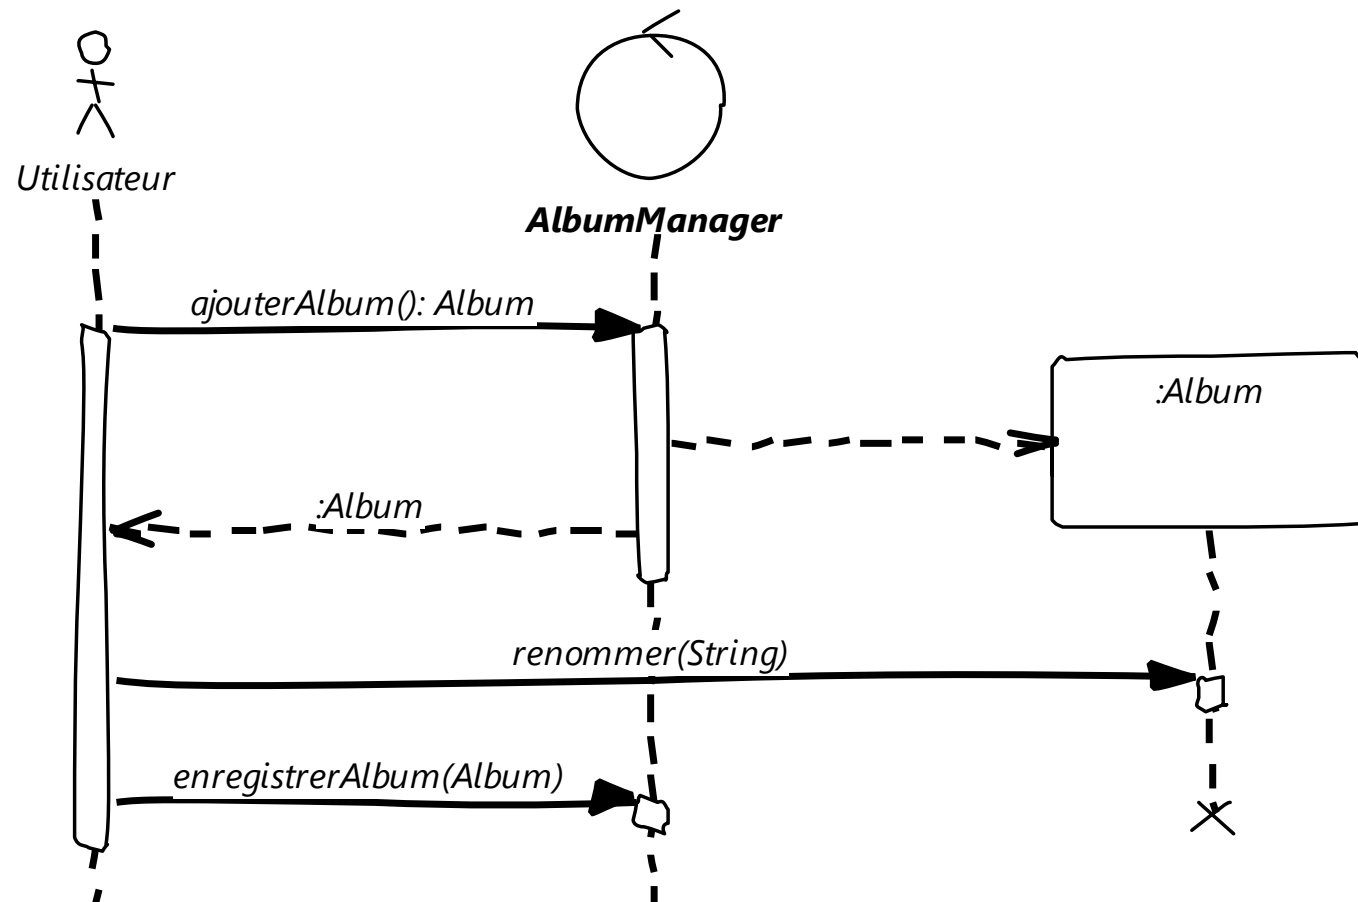 Utilisateur
AlbumManager
ajouterAlbum(): Album
:Album
:Album
renommer(String)
enregistrerAlbum(Album)